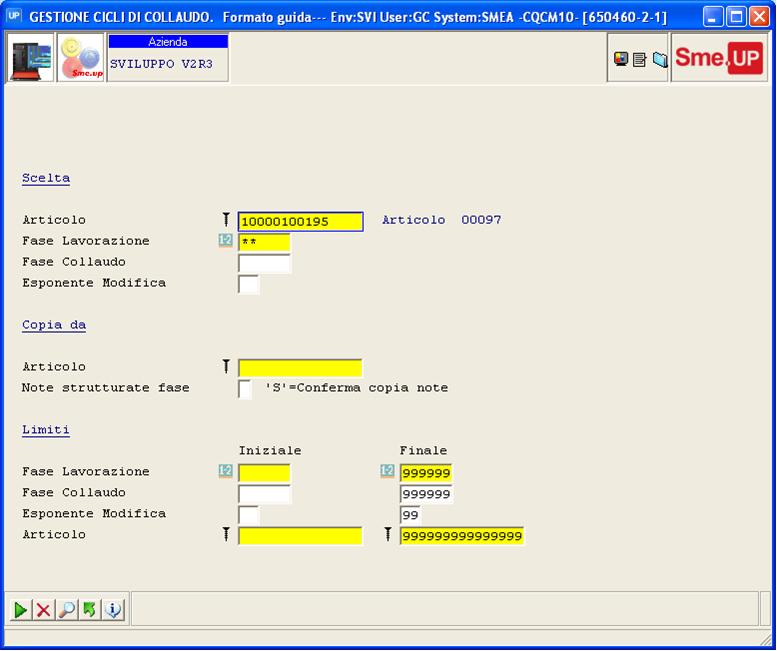 UP GESTIONE CICLI DI COLLAUDO. Formato guida--- Env:SVI User:GC System:SMEA -CQCM10- [650460-2-1]
Sme.up
Azienda
SVILUPPO V2R3
Sme.UP
Scelta
Articolo 10000100195 Articolo 00097
Fase Lavorazione 12 **
Fase Collaudo
Esponente Modifica
Copia da
Articolo
Note strutturate fase 'S'=Conferma copia note
Limiti
Iniziale Finale
Fase Lavorazione 12 12 999999
Fase Collaudo 999999
Esponente Modifica 99
Articolo 999999999999999